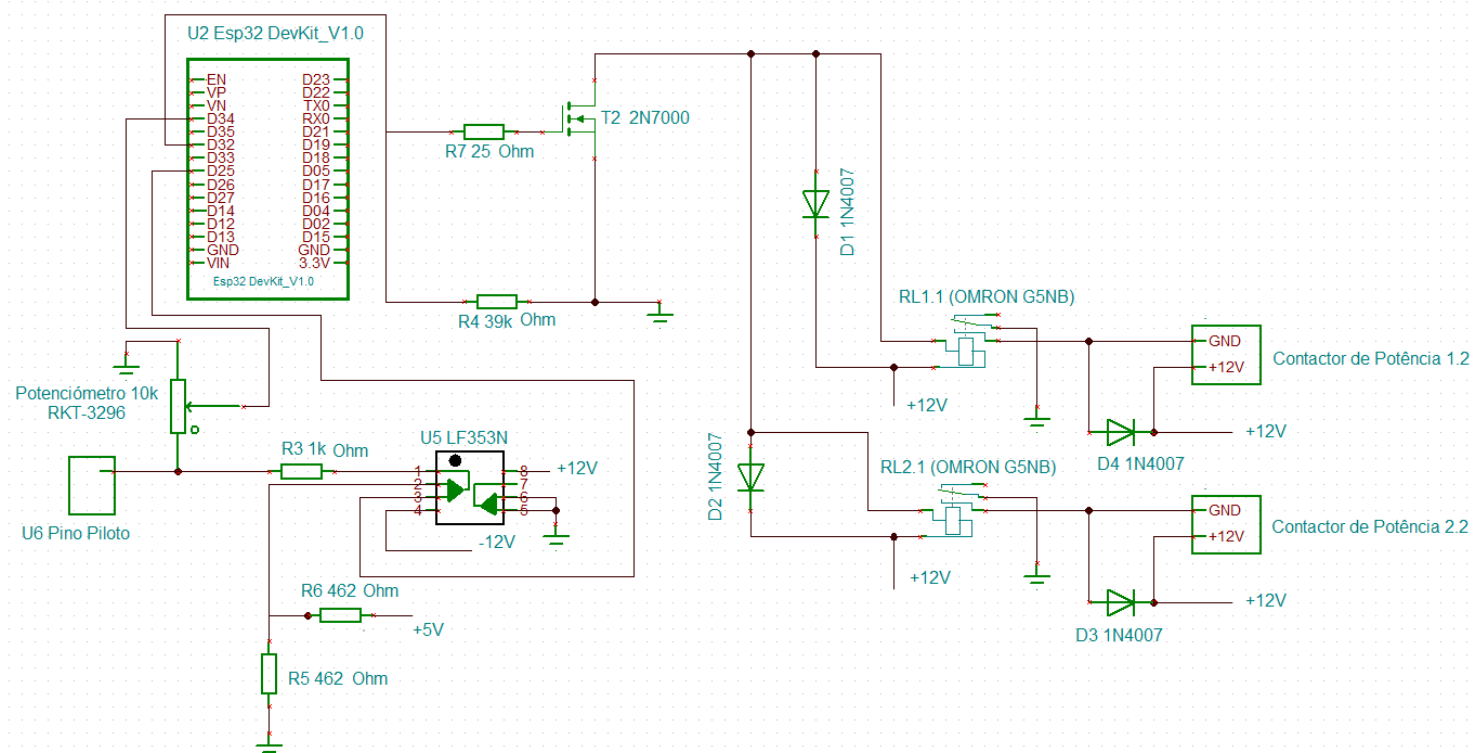 U2 Esp32 DevKit_V1.0
EN
VP
VN
D34
D35
D32
D33
D25
D26
D27
D14
D12
D13
GND
VIN
D23
D22
TX0
RX0
D21
D19
D18
D05
D17
D16
D04
D02
D15
GND
3.3V
Esp32 DevKit_V1.0
T2 2N7000
R7 25 Ohm
R4 39k Ohm
D1 1N4007
RL1.1 (OMRON G5NB)
+12V
GND
+12V
Contactor de Potência 1.2
+12V
D4 1N4007
Potenciómetro 10k
RKT-3296
R3 1k Ohm
U6 Pino Piloto
U5 LF353N
1
2
3
4
8
7
6
5
+12V
-12V
R6 462 Ohm
+5V
R5 462 Ohm
D2 1N4007
RL2.1 (OMRON G5NB)
+12V
GND
+12V
Contactor de Potência 2.2
+12V
D3 1N4007